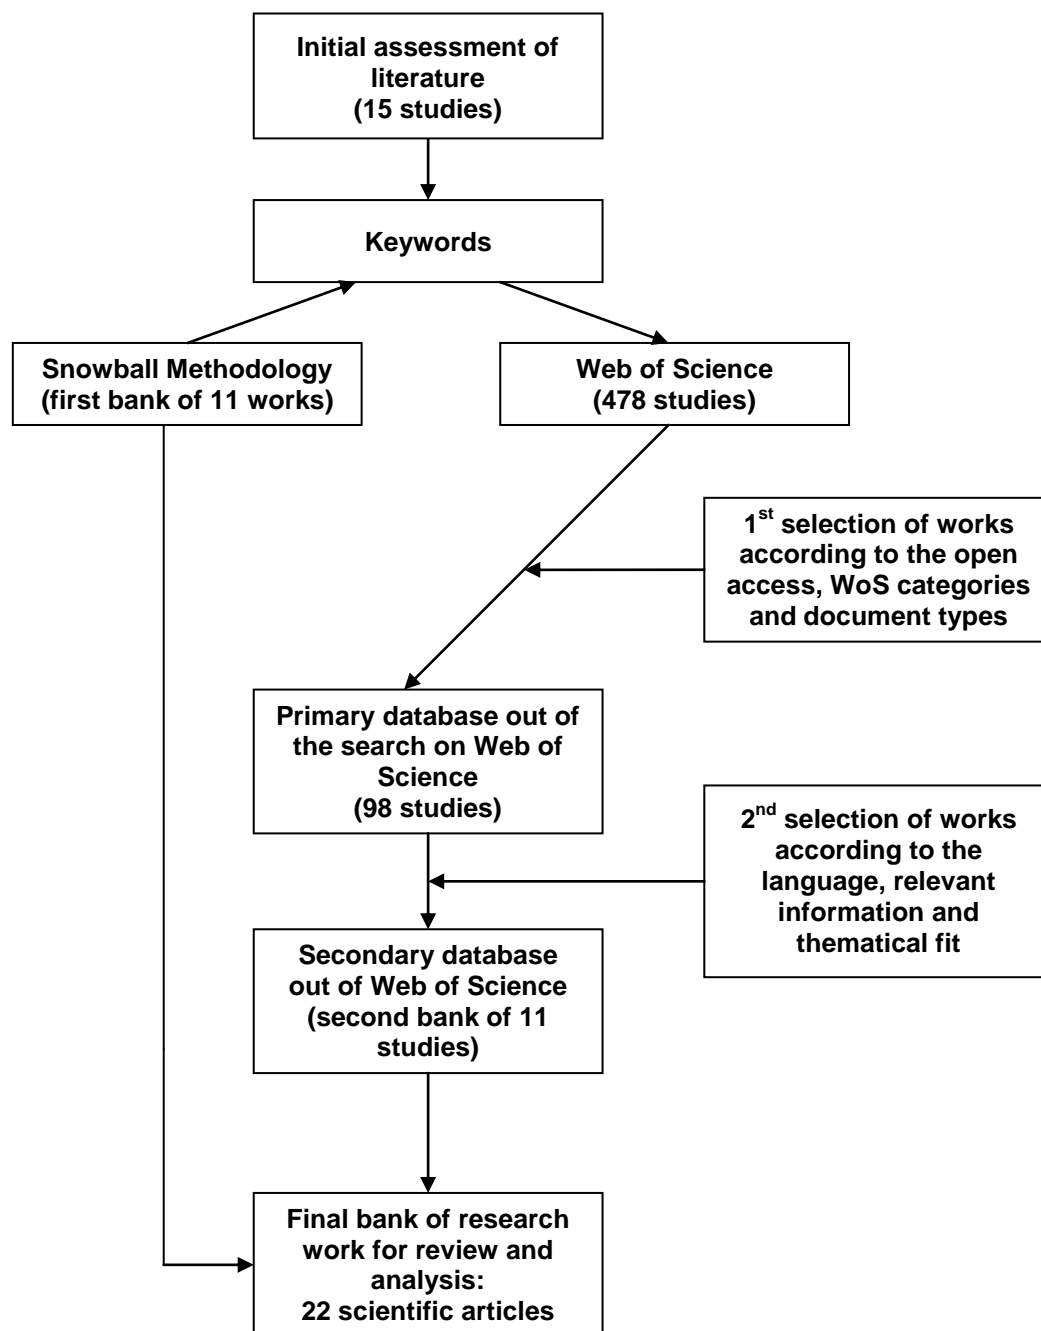 Initial assessment of
literature
(15 studies)
Keywords
Snowball Methodology
(first bank of 11 works)
Web of Science
(478 studies)
1st selection of works
according to the open
access, WoS categories
and document types
Primary database out of
the search on Web of
Science
(98 studies)
2nd selection of works
according to the
language, relevant
information and
thematical fit
Secondary database
out of Web of Science
(second bank of 11
studies)
Final bank of research
work for review and
analysis:
22 scientific articles